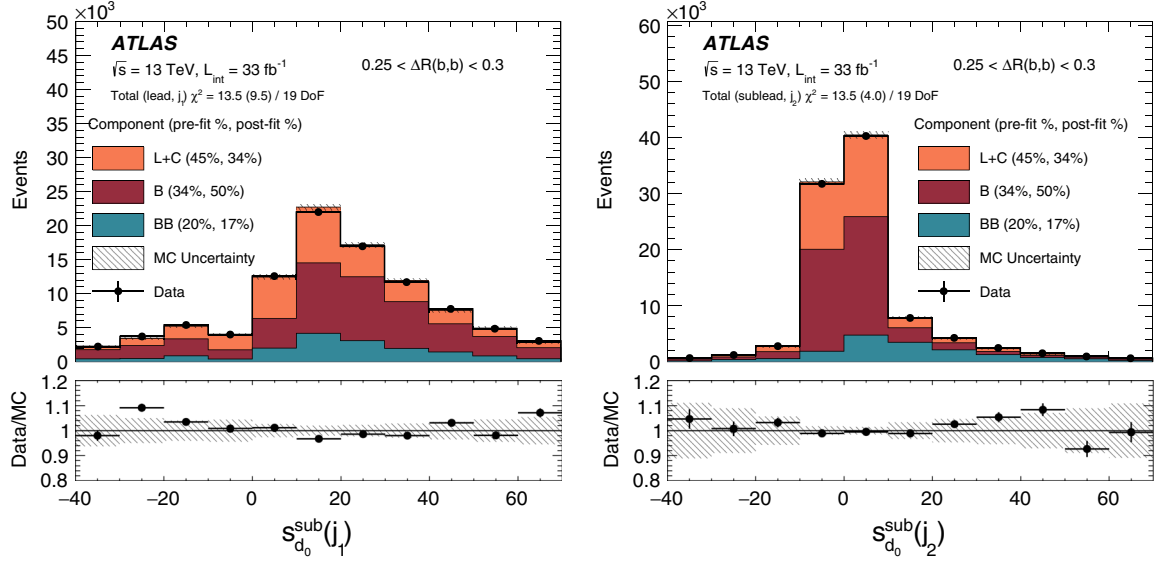 ×10³
50
45
40
35
30
25
20
15
10
5
0
Events
ATLAS
√s = 13 TeV, L_int = 33 fb⁻¹
0.25 < ΔR(b,b) < 0.3
Total (lead, j₁) χ² = 13.5 (9.5) / 19 DoF
Component (pre-fit %, post-fit %)
L+C (45%, 34%)
B (34%, 50%)
BB (20%, 17%)
MC Uncertainty
Data
1.2
1.1
1
0.9
0.8
Data/MC
−40 −20 0 20 40 60
s_{d₀}^{sub}(j₁)
×10³
60
50
40
30
20
10
0
Events
ATLAS
√s = 13 TeV, L_int = 33 fb⁻¹
0.25 < ΔR(b,b) < 0.3
Total (sublead, j₂) χ² = 13.5 (4.0) / 19 DoF
Component (pre-fit %, post-fit %)
L+C (45%, 34%)
B (34%, 50%)
BB (20%, 17%)
MC Uncertainty
Data
1.2
1.1
1
0.9
0.8
Data/MC
−40 −20 0 20 40 60
s_{d₀}^{sub}(j₂)